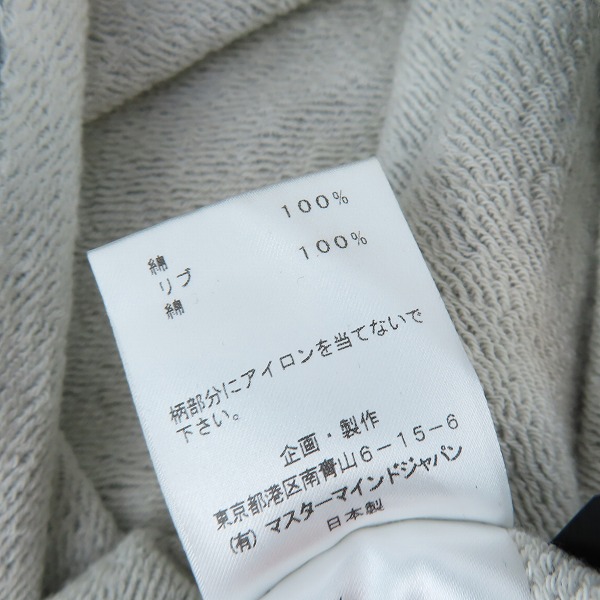 綿 100%
リブ
綿 100%
柄部分にアイロンを当てないで
下さい。
企画・製作
東京都港区南青山6-15-6
(有) マスターマインドジャパン
日本製